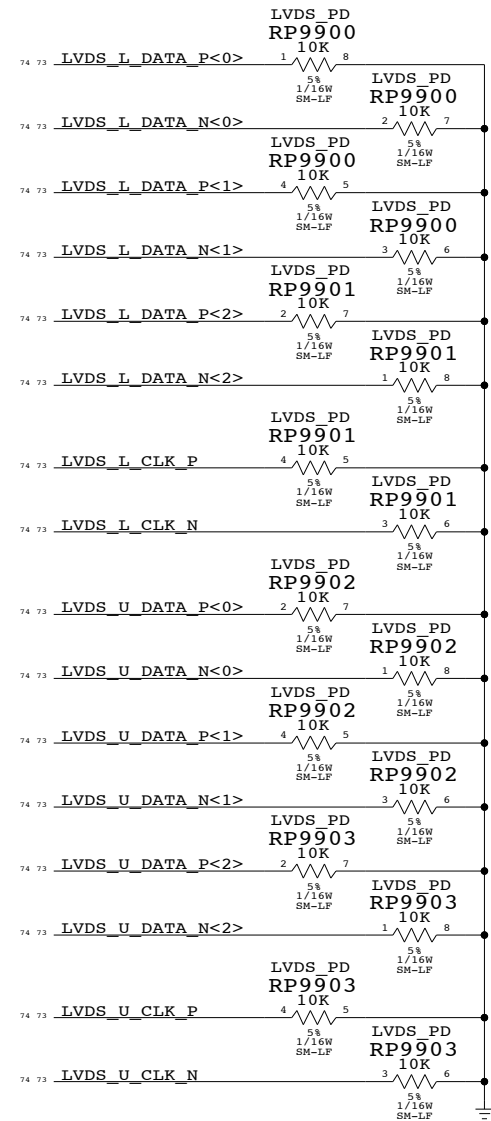 LVDS_PD
RP9900
10K
74 73 LVDS_L_DATA_P<0> 1 8
5%
1/16W
SM-LF
LVDS_PD
RP9900
10K
74 73 LVDS_L_DATA_N<0> 2 7
5%
1/16W
SM-LF
LVDS_PD
RP9900
10K
74 73 LVDS_L_DATA_P<1> 4 5
5%
1/16W
SM-LF
LVDS_PD
RP9900
10K
74 73 LVDS_L_DATA_N<1> 3 6
5%
1/16W
SM-LF
LVDS_PD
RP9901
10K
74 73 LVDS_L_DATA_P<2> 2 7
5%
1/16W
SM-LF
LVDS_PD
RP9901
10K
74 73 LVDS_L_DATA_N<2> 1 8
5%
1/16W
SM-LF
LVDS_PD
RP9901
10K
74 73 LVDS_L_CLK_P 4 5
5%
1/16W
SM-LF
LVDS_PD
RP9901
10K
74 73 LVDS_L_CLK_N 3 6
5%
1/16W
SM-LF
LVDS_PD
RP9902
10K
74 73 LVDS_U_DATA_P<0> 2 7
5%
1/16W
SM-LF
LVDS_PD
RP9902
10K
74 73 LVDS_U_DATA_N<0> 1 8
5%
1/16W
SM-LF
LVDS_PD
RP9902
10K
74 73 LVDS_U_DATA_P<1> 4 5
5%
1/16W
SM-LF
LVDS_PD
RP9902
10K
74 73 LVDS_U_DATA_N<1> 3 6
5%
1/16W
SM-LF
LVDS_PD
RP9903
10K
74 73 LVDS_U_DATA_P<2> 2 7
5%
1/16W
SM-LF
LVDS_PD
RP9903
10K
74 73 LVDS_U_DATA_N<2> 1 8
5%
1/16W
SM-LF
LVDS_PD
RP9903
10K
74 73 LVDS_U_CLK_P 4 5
5%
1/16W
SM-LF
LVDS_PD
RP9903
10K
74 73 LVDS_U_CLK_N 3 6
5%
1/16W
SM-LF